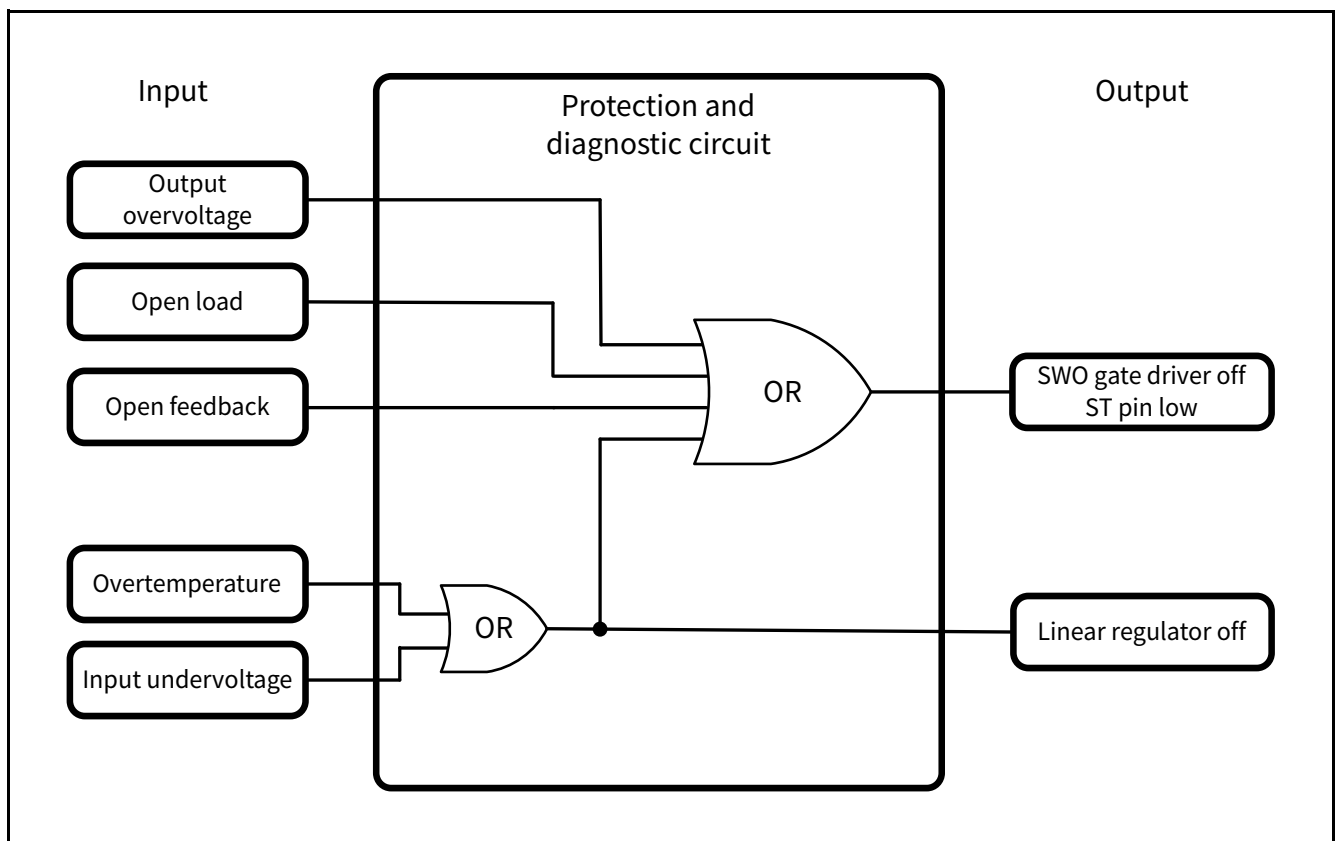 Input
Protection and
diagnostic circuit
Output
Output
overvoltage
Open load
Open feedback
OR
SWO gate driver off
ST pin low
Overtemperature
Input undervoltage
OR
Linear regulator off